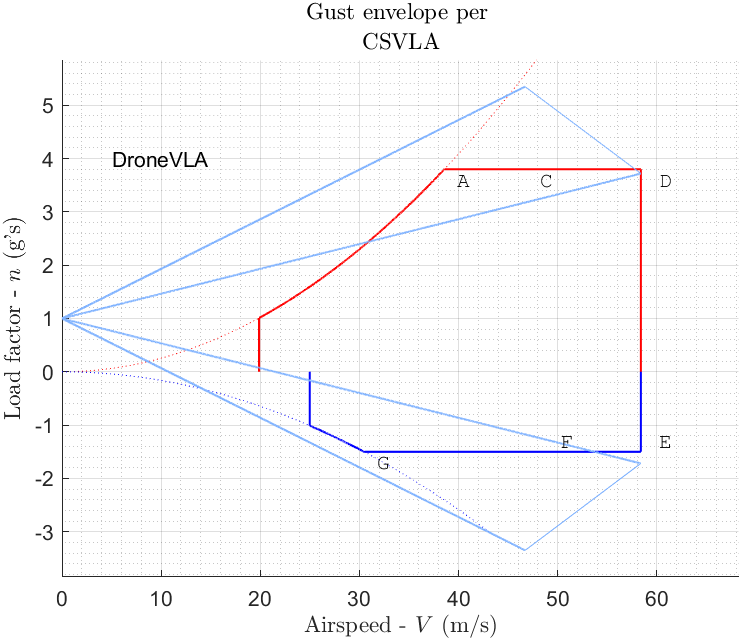 Gust envelope per
CSVLA
DroneVLA
A
C
D
E
F
G
5
4
3
2
1
0
-1
-2
-3
0 10 20 30 40 50 60
Load factor - n (g's)
Airspeed - V (m/s)